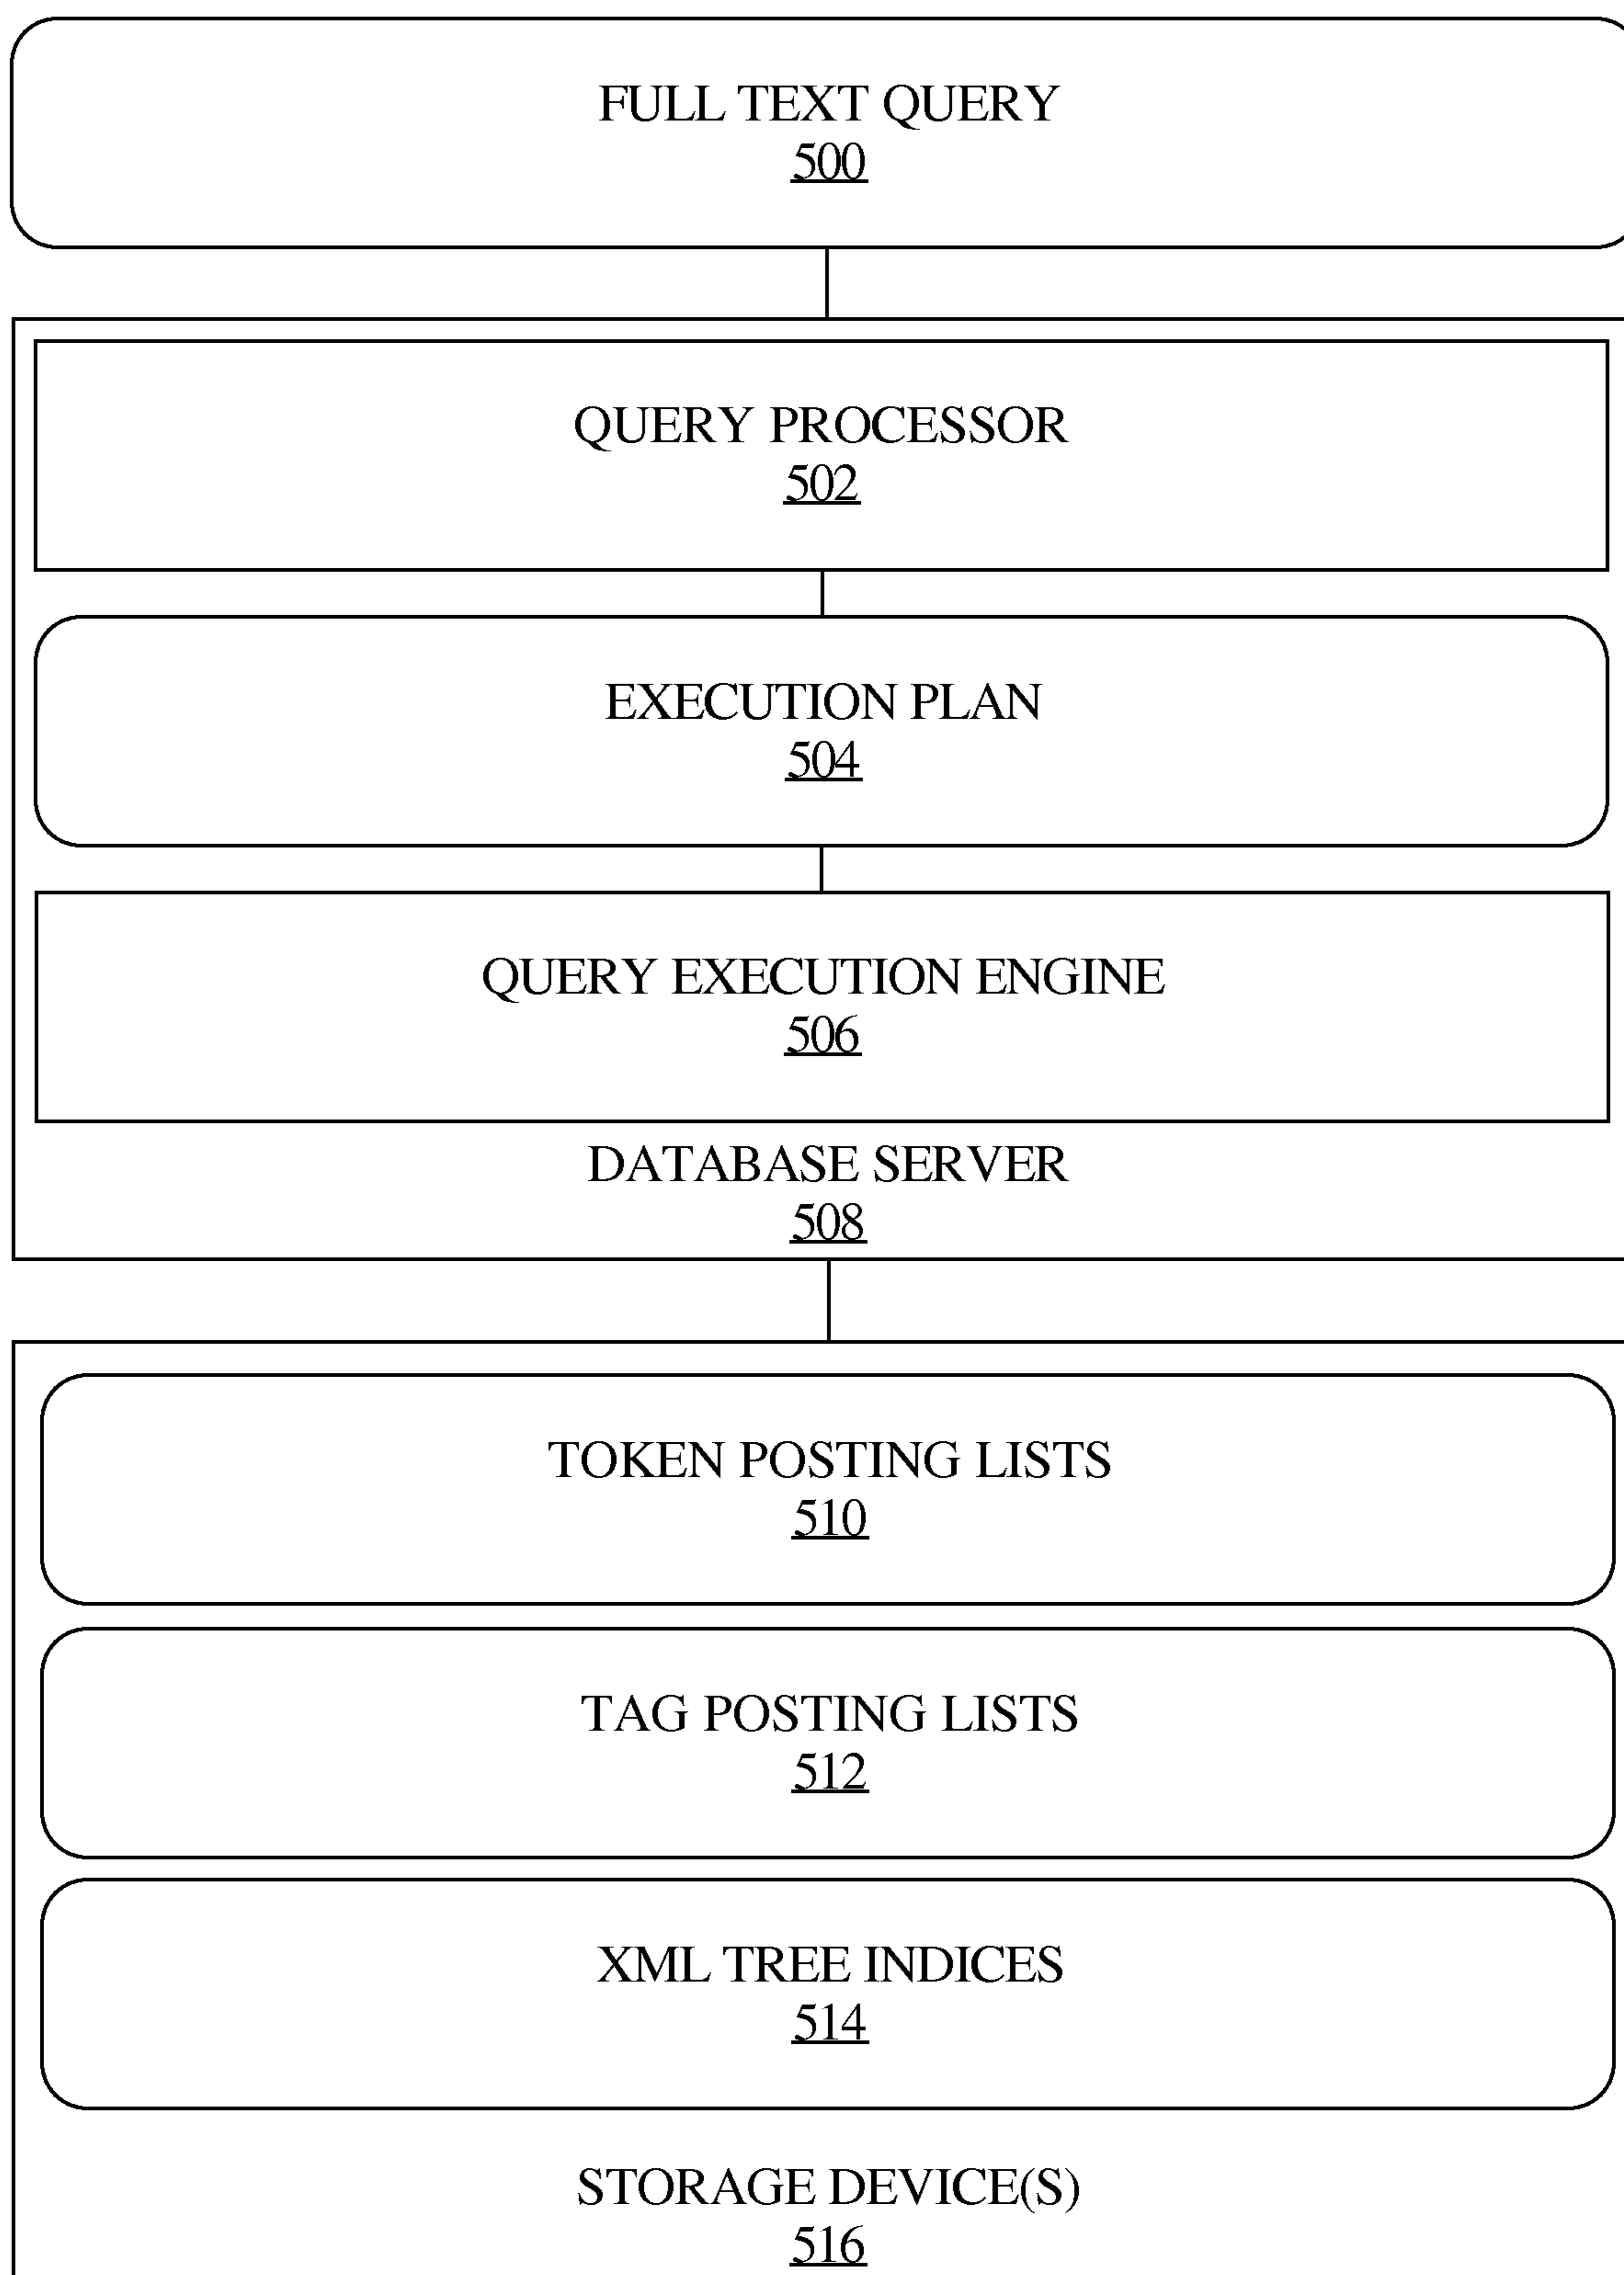 FULL TEXT QUERY
500
QUERY PROCESSOR
502
EXECUTION PLAN
504
QUERY EXECUTION ENGINE
506
DATABASE SERVER
508
TOKEN POSTING LISTS
510
TAG POSTING LISTS
512
XML TREE INDICES
514
STORAGE DEVICE(S)
516